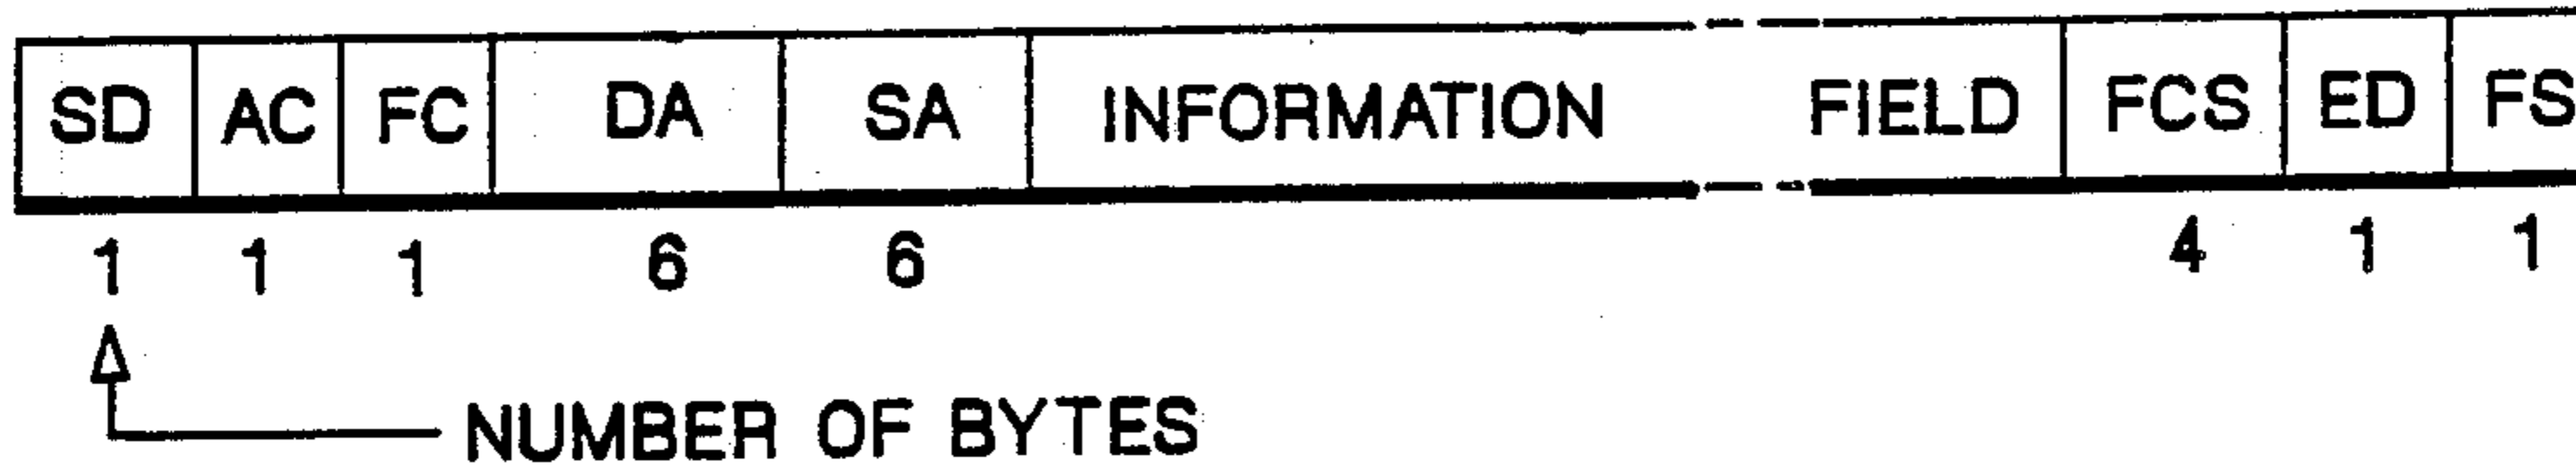 SD AC FC DA SA INFORMATION FIELD FCS ED FS
1 1 1 6 6 4 1 1
NUMBER OF BYTES